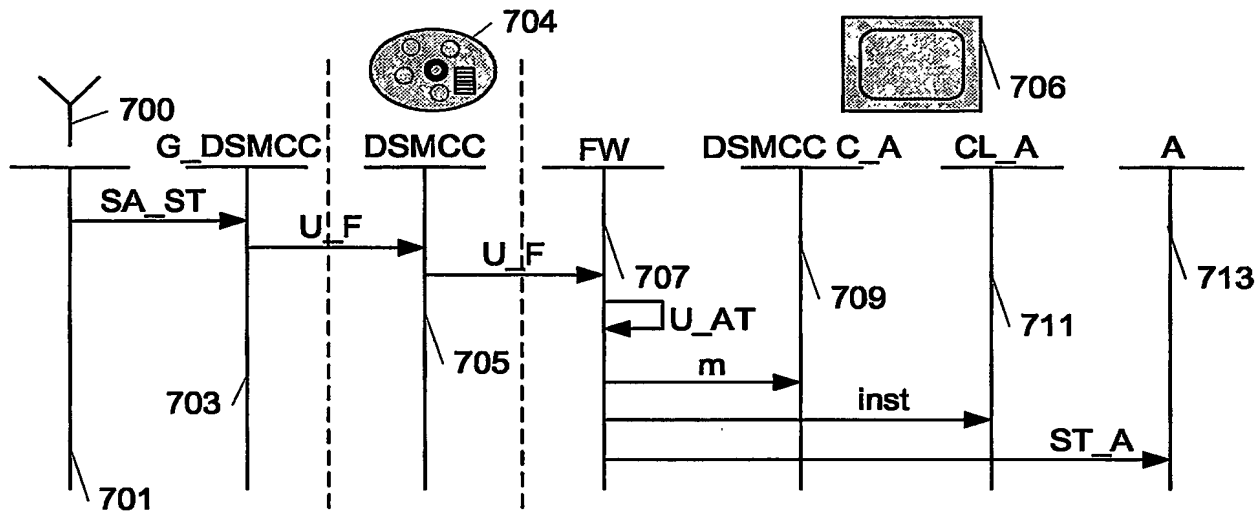 704
700
706
G_DSMCC
DSMCC
FW
DSMCC C_A
CL_A
A
SA_ST
U_F
U_F
707
709
713
U_AT
711
705
m
703
inst
ST_A
701